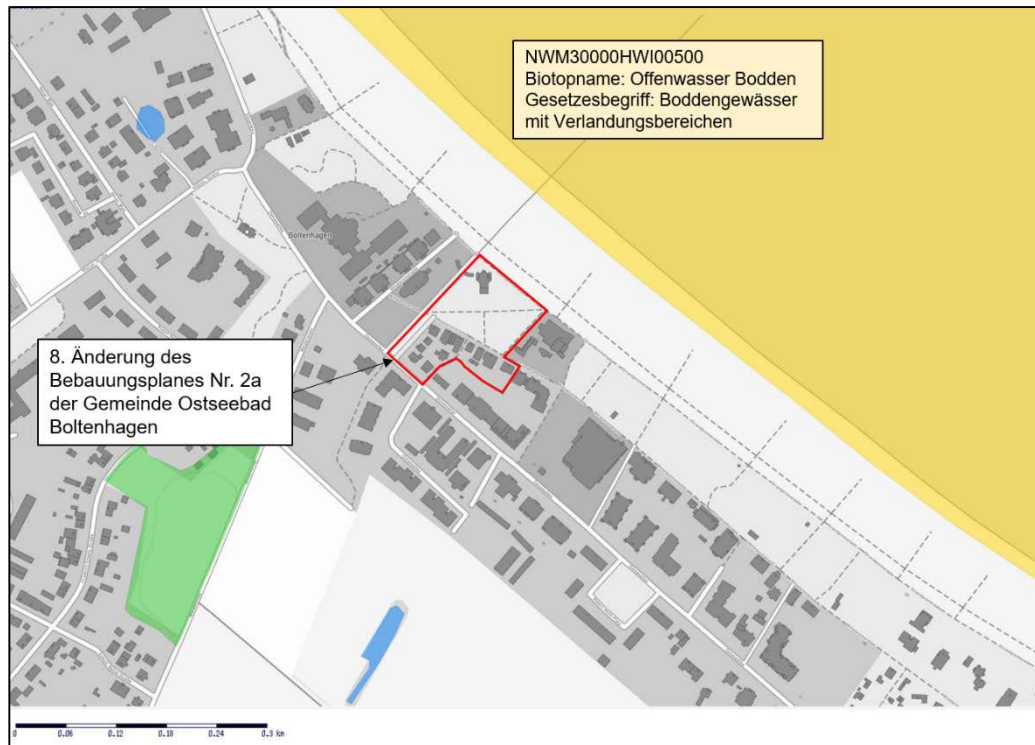 NWM30000HWI00500
Biotopname: Offenwasser Bodden
Gesetzesbegriff: Boddengewässer
mit Verlandungsbereichen
Boltenhagen
8. Änderung des
Bebauungsplanes Nr. 2a
der Gemeinde Ostseebad
Boltenhagen
0 0.06 0.12 0.18 0.24 0.3 km